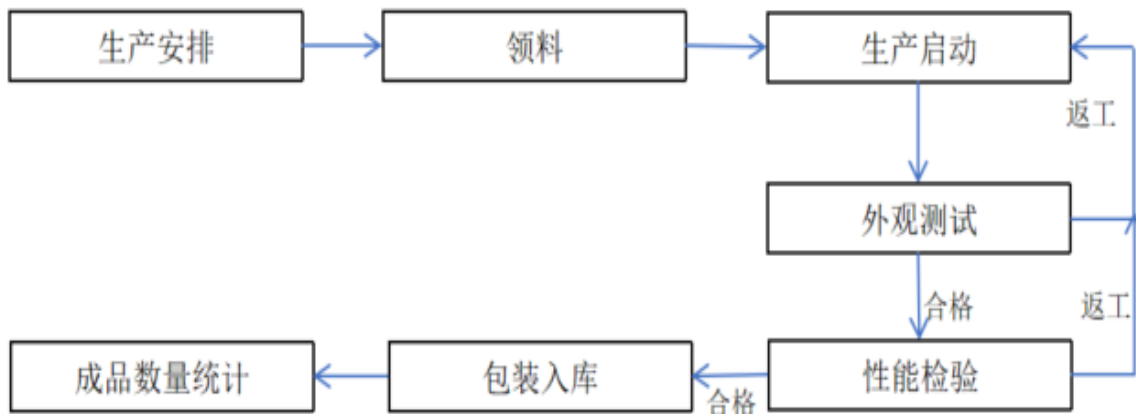 生产安排
领料
生产启动
返工
外观测试
合格
返工
成品数量统计
包装入库
性能检验
合格